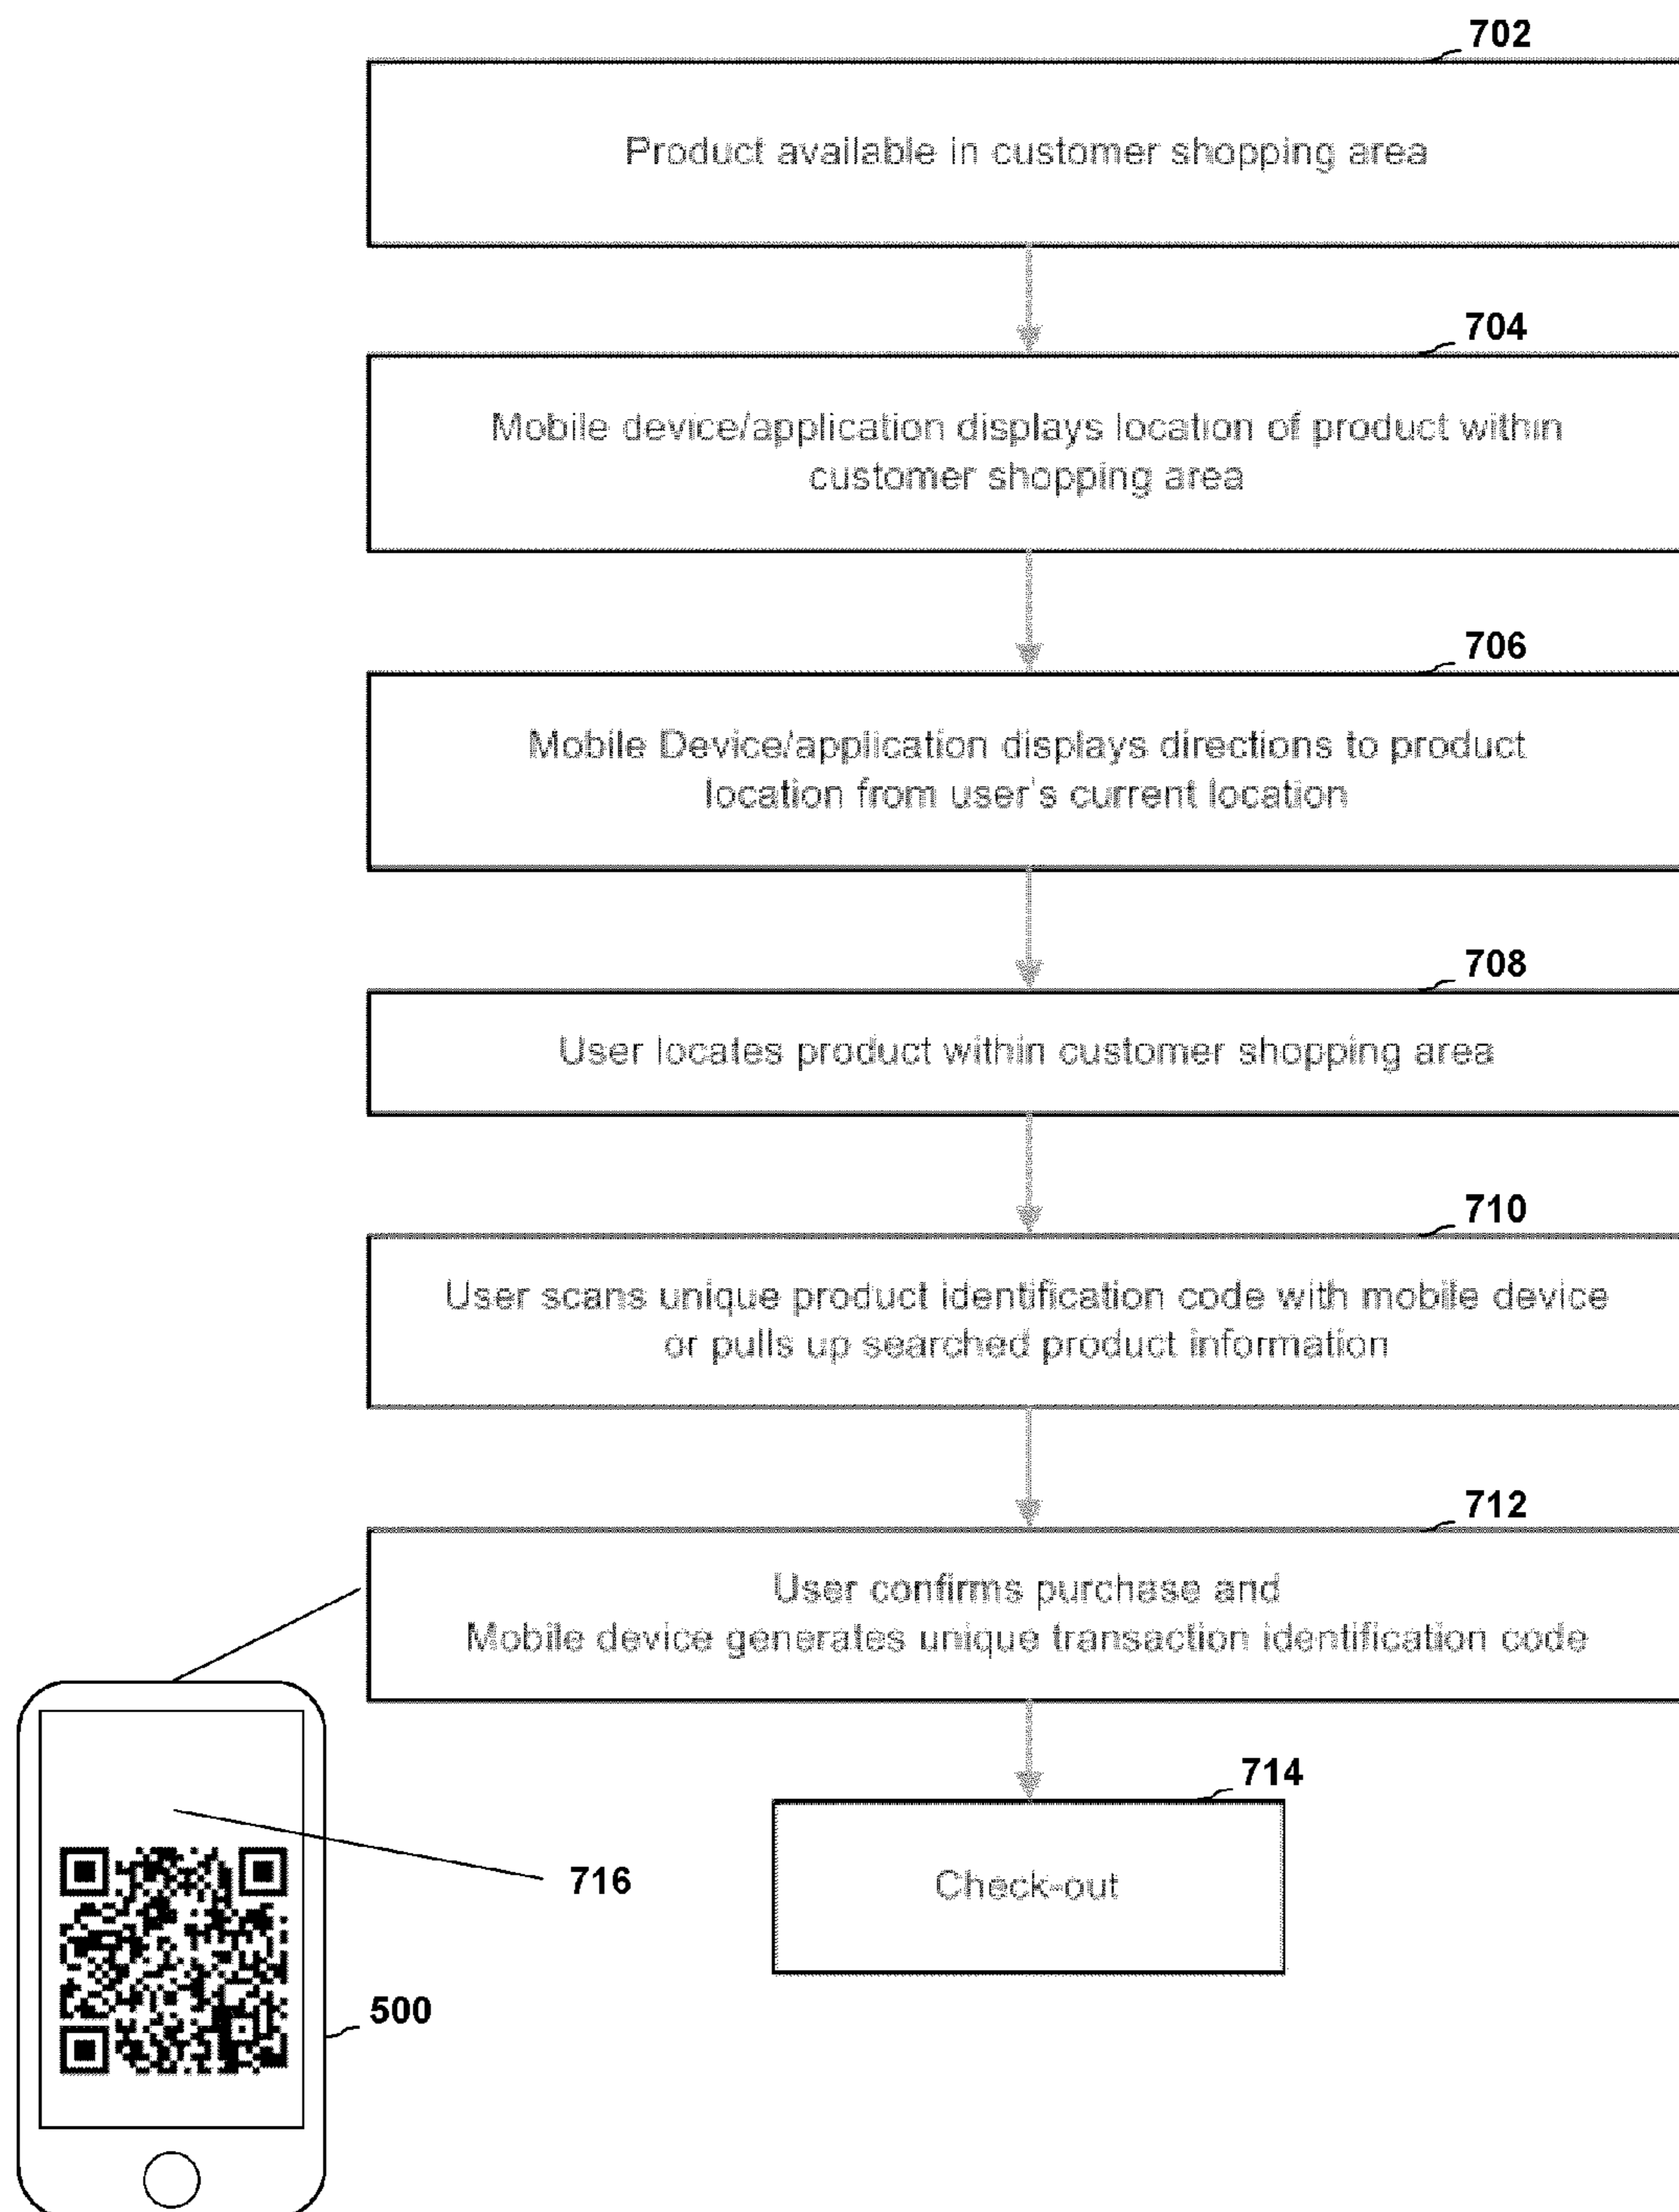 702
Product available in customer shopping area
704
Mobile device/application displays location of product within
customer shopping area
706
Mobile Device/application displays directions to product
location from user's current location
708
User locates product within customer shopping area
710
User scans unique product identification code with mobile device
or pulls up searched product information
712
User confirms purchase and
Mobile device generates unique transaction identification code
714
Check-out
716
500